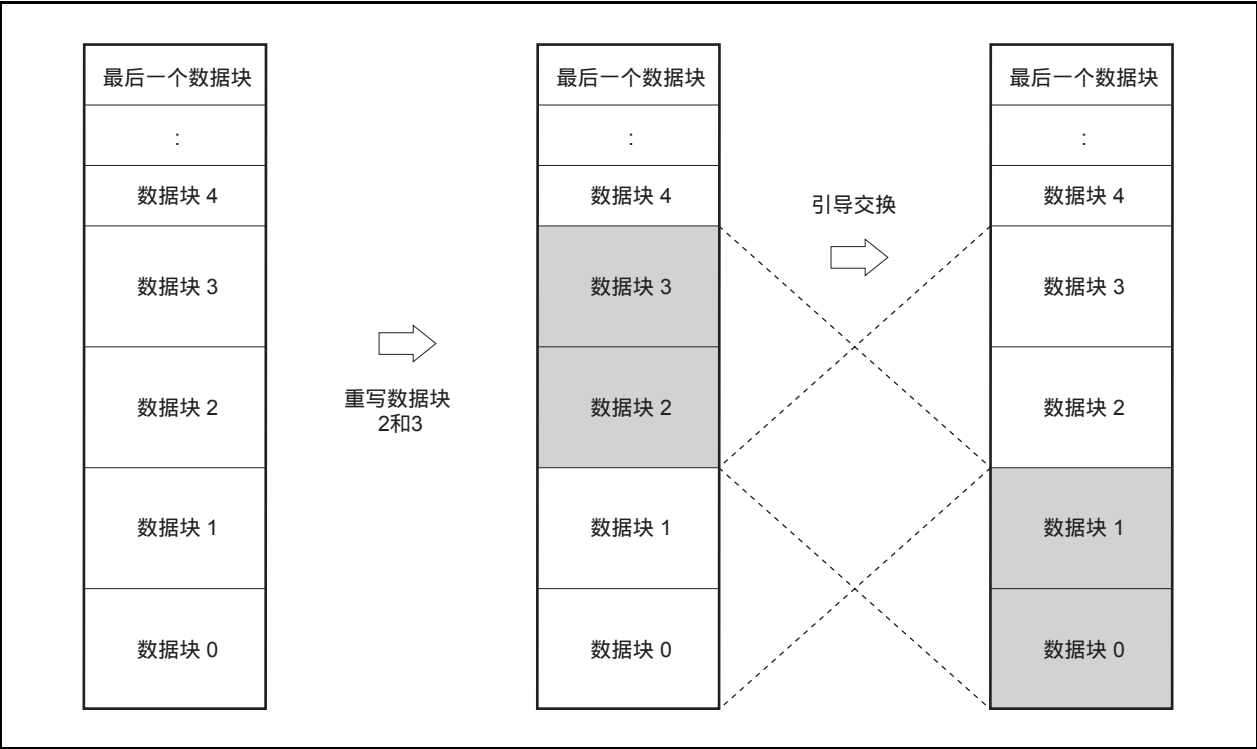 最后一个数据块
:
数据块 4
数据块 3
数据块 2
数据块 1
数据块 0
重写数据块
2和3
最后一个数据块
:
数据块 4
数据块 3
数据块 2
数据块 1
数据块 0
引导交换
最后一个数据块
:
数据块 4
数据块 3
数据块 2
数据块 1
数据块 0